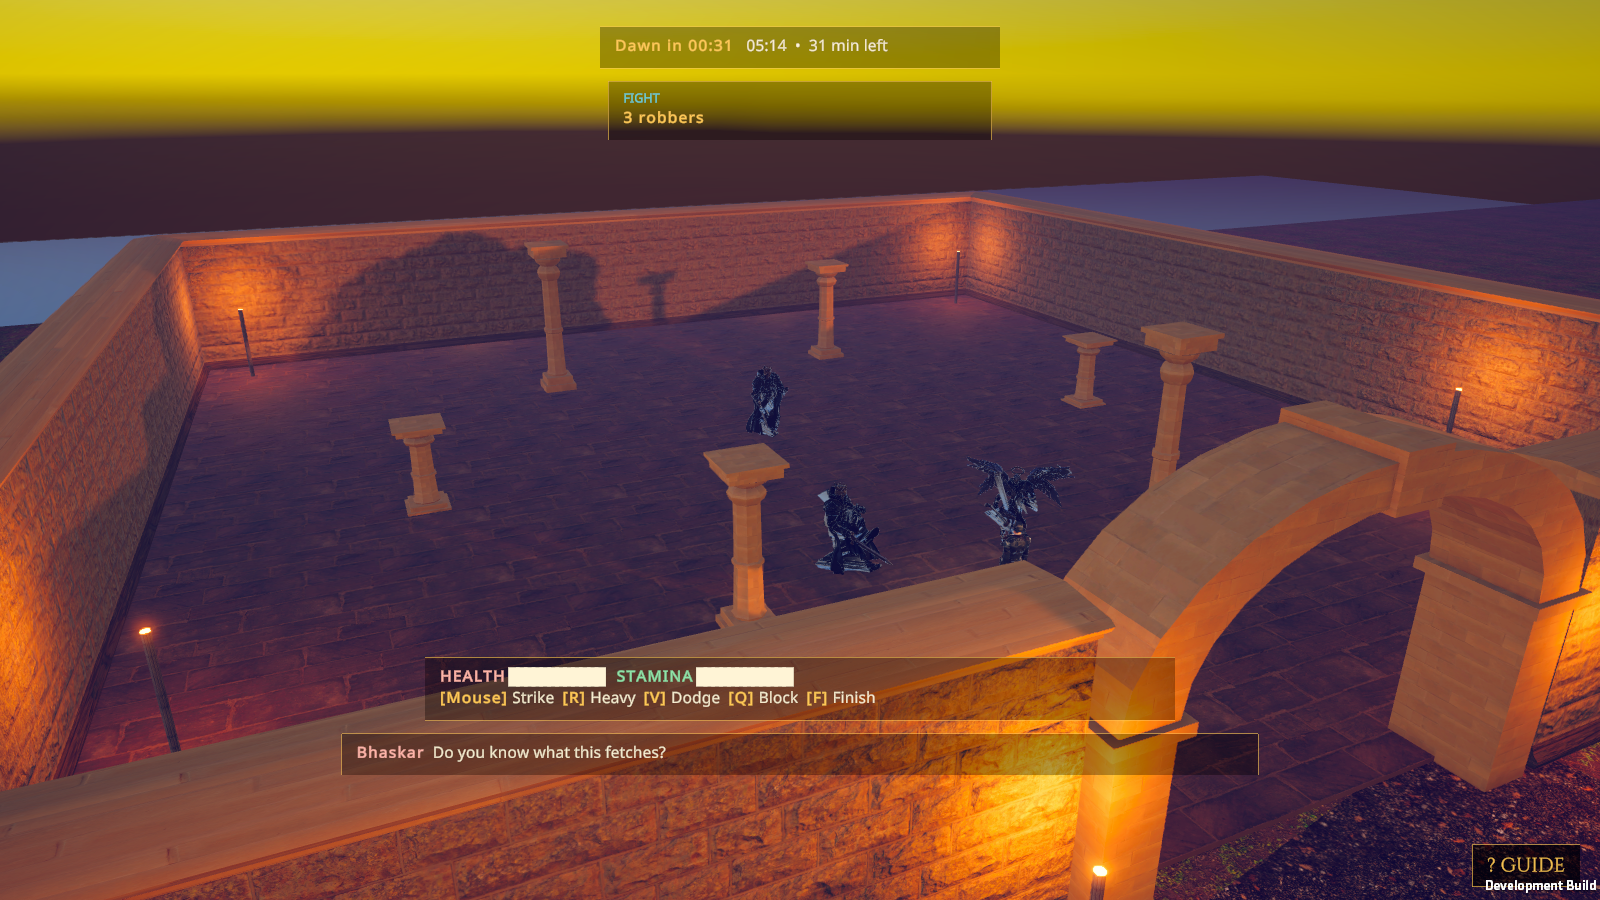 Dawn in 00:31 05:14 • 31 min left
FIGHT
3 robbers
HEALTH STAMINA
[Mouse] Strike [R] Heavy [V] Dodge [Q] Block [F] Finish
Bhaskar Do you know what this fetches?
? GUIDE
Development Build